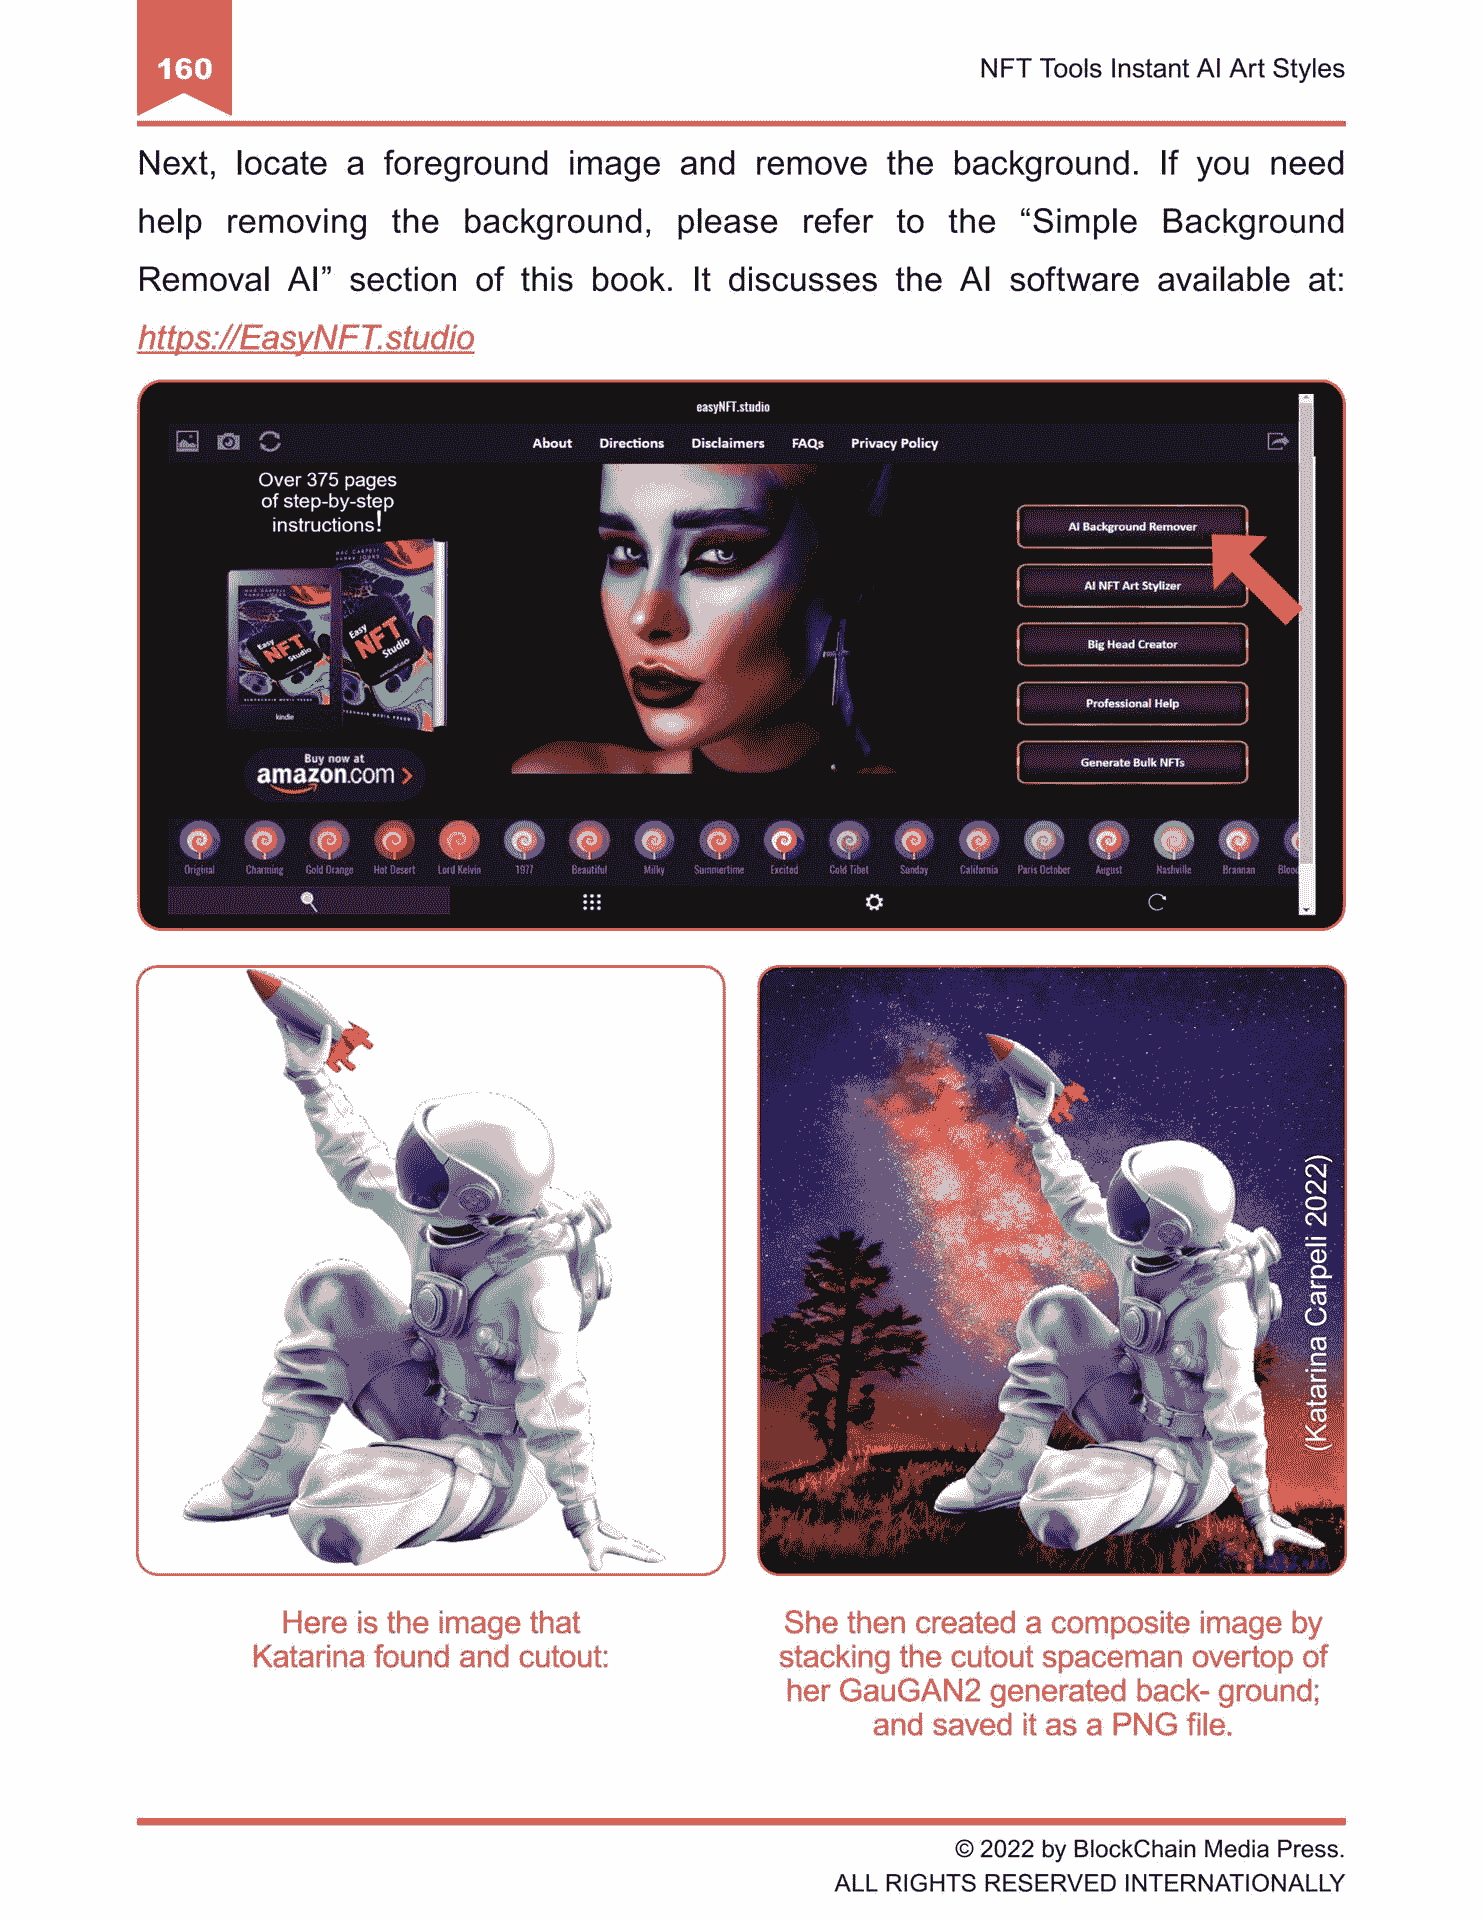 160
NFT Tools Instant AI Art Styles
Next, locate a foreground image and remove the background. If you need
help removing the background, please refer to the “Simple Background
Removal AI” section of this book. It discusses the AI software available at:
https://EasyNFT.studio
easyNFT.studio
About Directions Disclaimers FAQs Privacy Policy
Over 375 pages
of step-by-step
instructions!
Easy
NFT
Studio
kindle
Easy
NFT
Studio
Buy now at
amazon.com >
AI Background Remover
AI NFT Art Stylizer
Big Head Creator
Professional Help
Generate Bulk NFTs
Original Charming Gold Orange Hot Desert Lord Kelvin 1977 Beautiful Milky Summertime Excited Cold Tibet Sunday California Paris October August Nashville Brannan
(Katarina Carpeli 2022)
Here is the image that
Katarina found and cutout:
She then created a composite image by
stacking the cutout spaceman overtop of
her GauGAN2 generated back- ground;
and saved it as a PNG file.
© 2022 by BlockChain Media Press.
ALL RIGHTS RESERVED INTERNATIONALLY